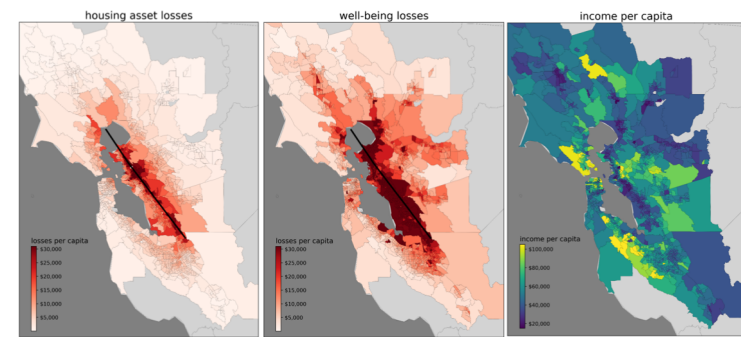 housing asset losses
losses per capita
$30,000
$25,000
$20,000
$15,000
$10,000
$5,000
well-being losses
losses per capita
$30,000
$25,000
$20,000
$15,000
$10,000
$5,000
income per capita
income per capita
$100,000
$80,000
$60,000
$40,000
$20,000